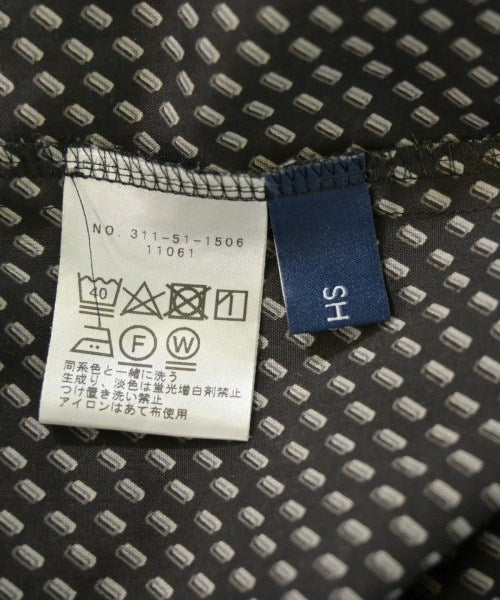 NO. 311-51-1506
11061
40
F
W
同系色と一緒に洗う
生成り、淡色は蛍光増白剤禁止
つけ置き洗い禁止
アイロンはあて布使用
HS